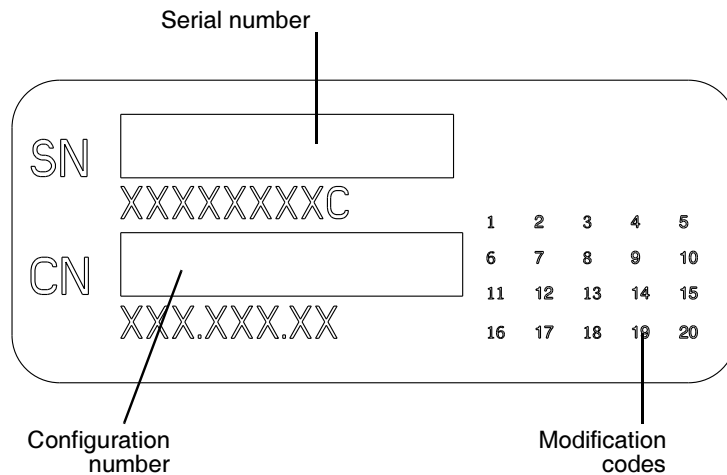 Serial number
SN
XXXXXXXXC
CN
XXX.XXX.XX
1 2 3 4 5
6 7 8 9 10
11 12 13 14 15
16 17 18 19 20
Configuration
number
Modification
codes